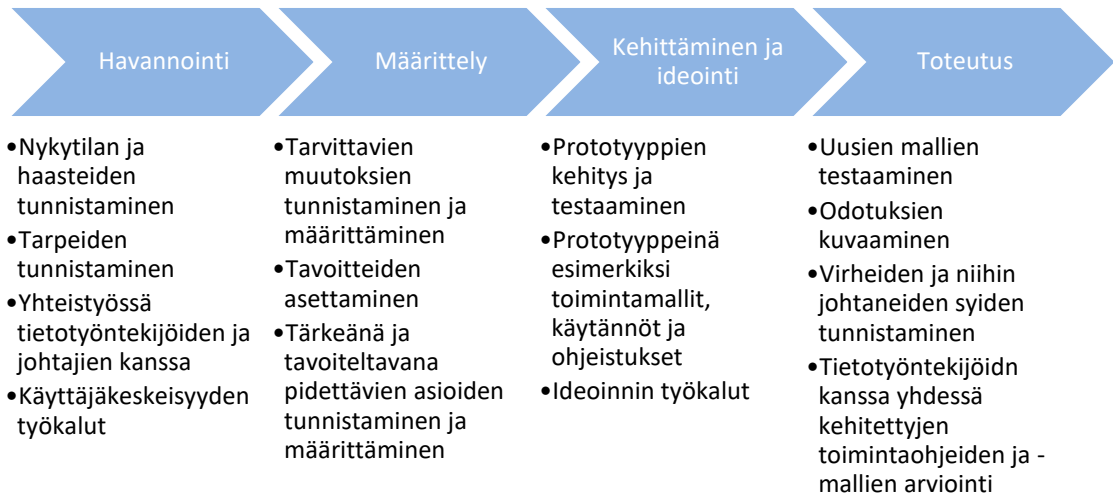 Havannointi
Määrittely
Kehittäminen ja
ideointi
Toteutus
•Nykytilan ja
haasteiden
tunnistaminen
•Tarpeiden
tunnistaminen
•Yhteistyössä
tietotyöntekijöiden ja
johtajien kanssa
•Käyttäjäkeskeisyyden
työkalut
•Tarvittavien
muutoksien
tunnistaminen ja
määrittäminen
•Tavoitteiden
asettaminen
•Tärkeänä ja
tavoiteltavana
pidettävien asioiden
tunnistaminen ja
määrittäminen
•Prototyyppien
kehitys ja
testaaminen
•Prototyyppeinä
esimerkiksi
toimintamallit,
käytännöt ja
ohjeistukset
•Ideoinnin työkalut
•Uusien mallien
testaaminen
•Odotuksien
kuvaaminen
•Virheiden ja niihin
johtaneiden syiden
tunnistaminen
•Tietotyöntekijöidn
kanssa yhdessä
kehitettyjen
toimintaohjeiden ja -
mallien arviointi